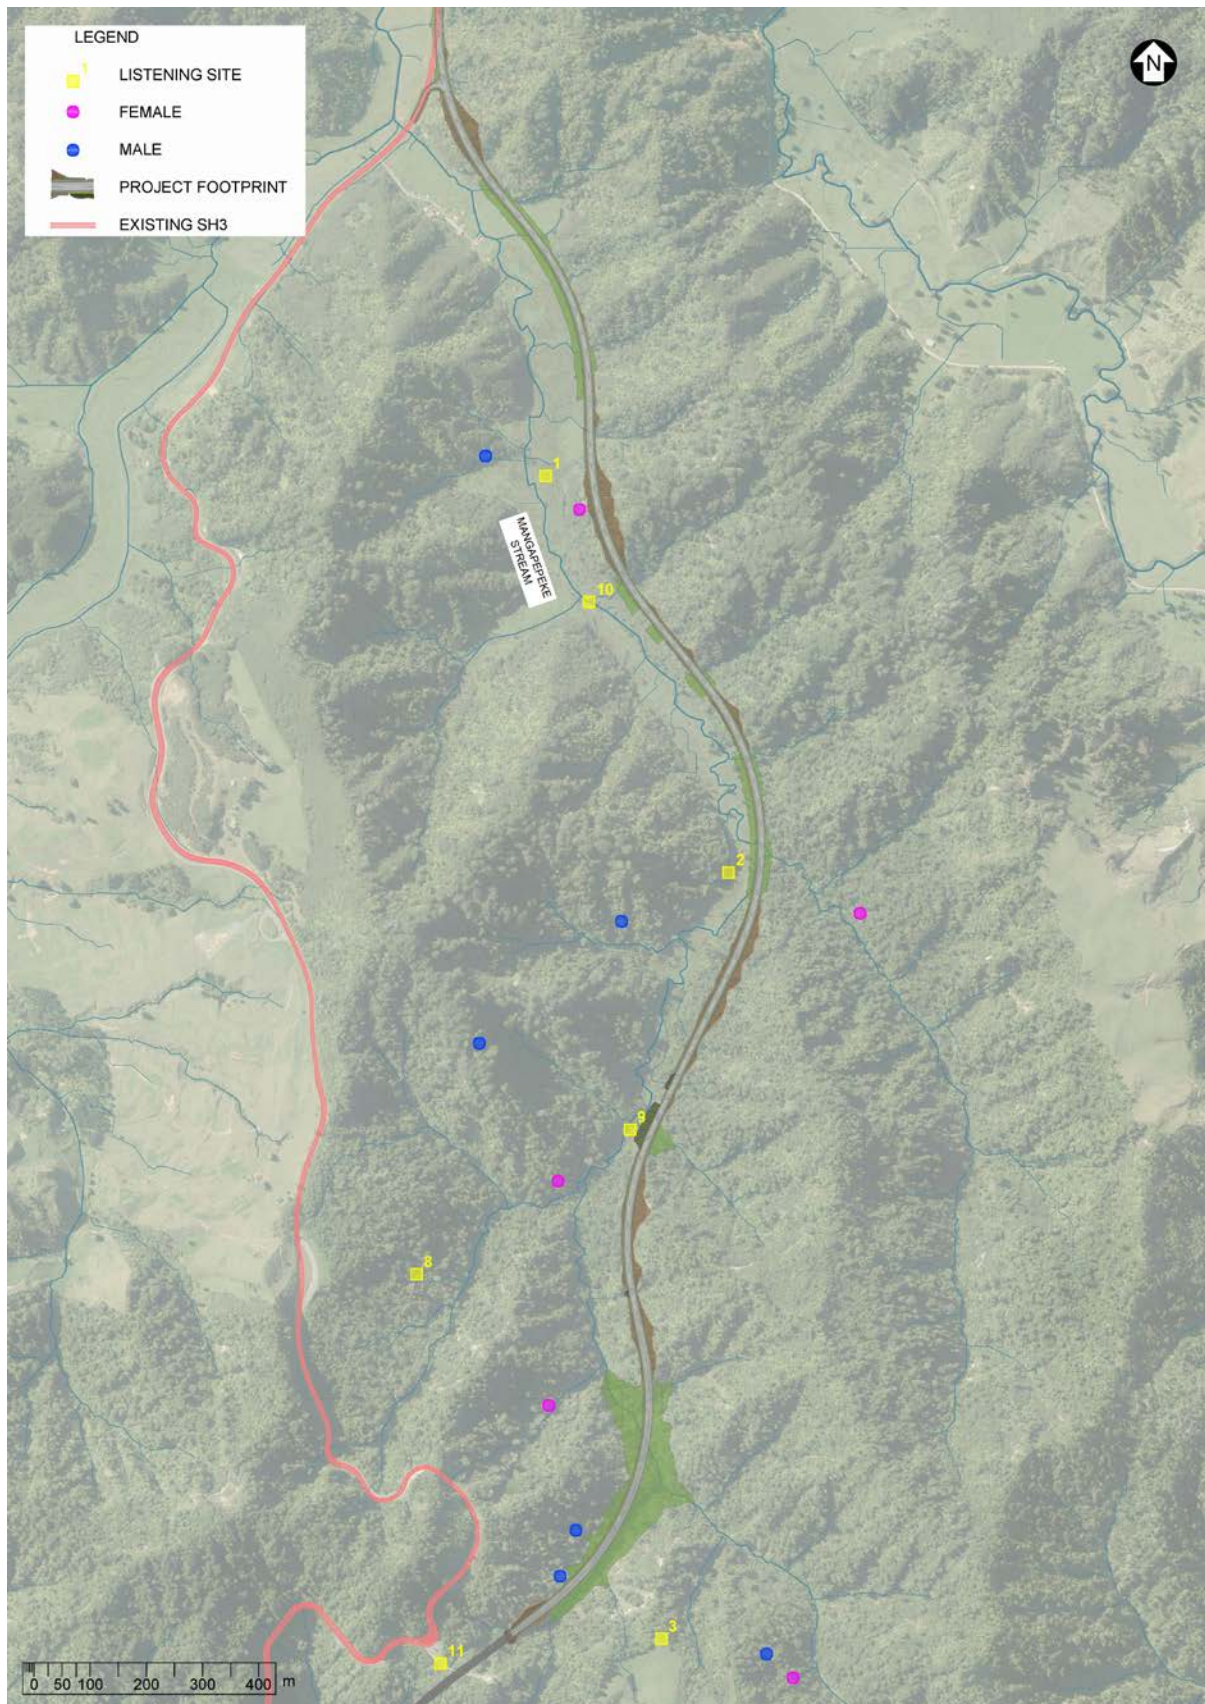 LEGEND
1
LISTENING SITE
FEMALE
MALE
PROJECT FOOTPRINT
EXISTING SH3
N
1
MANGAPEPEKE
STREAM
10
2
9
8
3
11
0 50 100 200 300 400 m